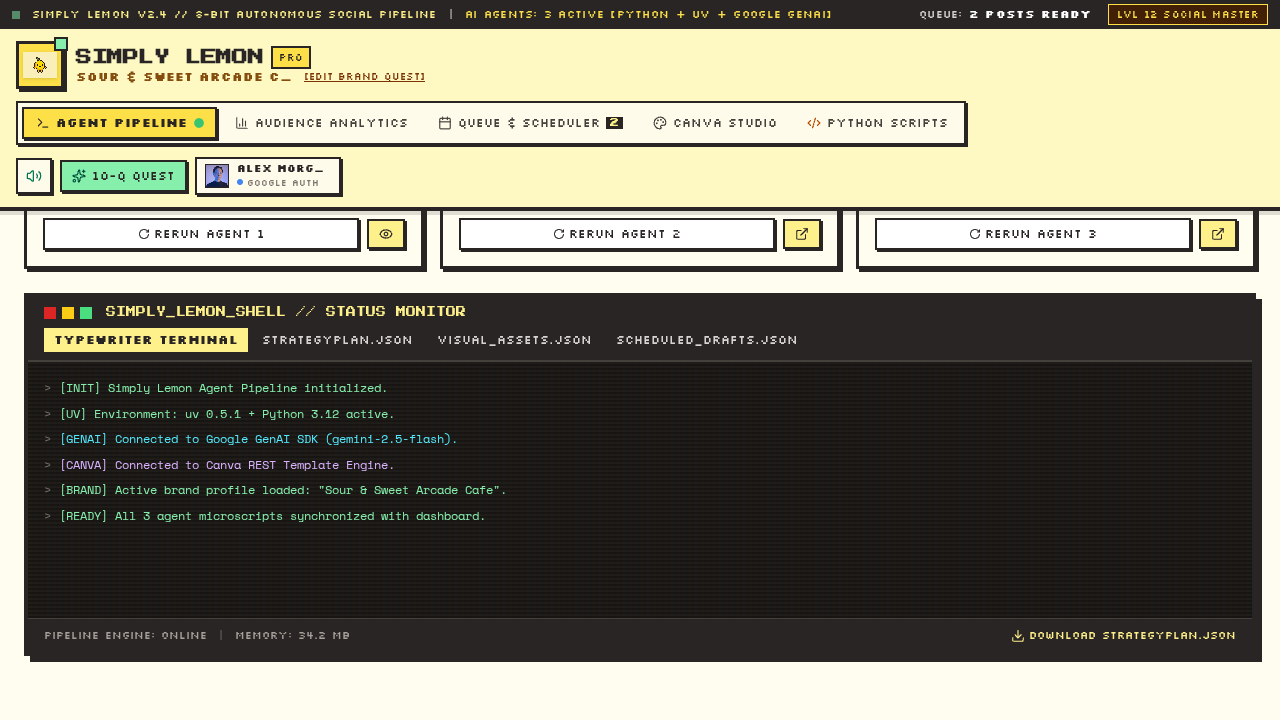 SIMPLY LEMON V2.4 // 8-BIT AUTONOMOUS SOCIAL PIPELINE | AI AGENTS: 3 ACTIVE [PYTHON + UV + GOOGLE GENAI]
QUEUE: 2 POSTS READY
LVL 12 SOCIAL MASTER
SIMPLY LEMON PRO
SOUR & SWEET ARCADE C… [EDIT BRAND QUEST]
AGENT PIPELINE
AUDIENCE ANALYTICS
QUEUE & SCHEDULER 2
CANVA STUDIO
PYTHON SCRIPTS
10-Q QUEST
ALEX MORG…
GOOGLE AUTH
RERUN AGENT 1
RERUN AGENT 2
RERUN AGENT 3
SIMPLY_LEMON_SHELL // STATUS MONITOR
TYPEWRITER TERMINAL
STRATEGYPLAN.JSON
VISUAL_ASSETS.JSON
SCHEDULED_DRAFTS.JSON
> [INIT] Simply Lemon Agent Pipeline initialized.
> [UV] Environment: uv 0.5.1 + Python 3.12 active.
> [GENAI] Connected to Google GenAI SDK (gemini-2.5-flash).
> [CANVA] Connected to Canva REST Template Engine.
> [BRAND] Active brand profile loaded: "Sour & Sweet Arcade Cafe".
> [READY] All 3 agent microscripts synchronized with dashboard.
PIPELINE ENGINE: ONLINE | MEMORY: 34.2 MB
DOWNLOAD STRATEGYPLAN.JSON